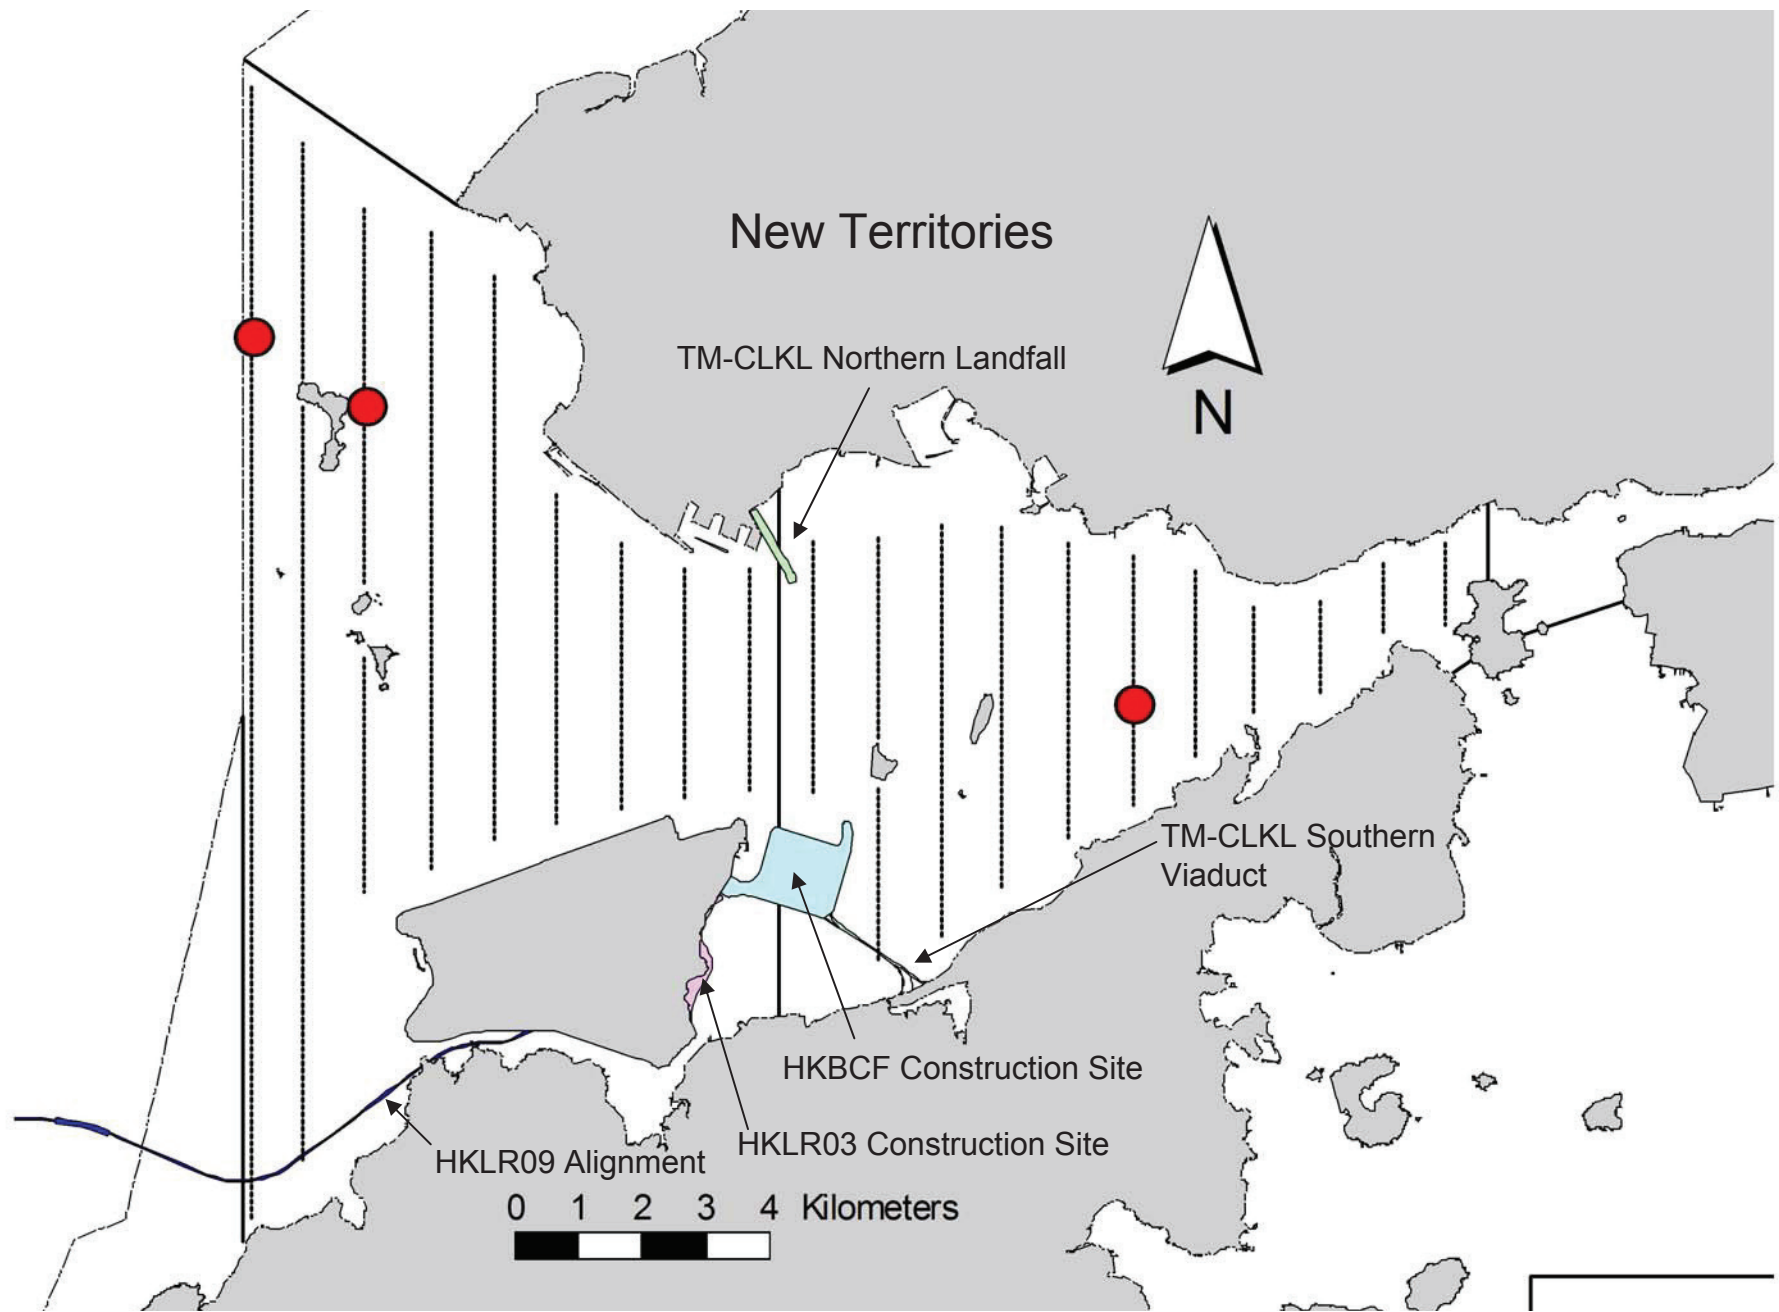 New Territories
TM-CLKL Northern Landfall
N
TM-CLKL Southern
Viaduct
HKBCF Construction Site
HKLR03 Construction Site
HKLR09 Alignment
0 1 2 3 4 Kilometers